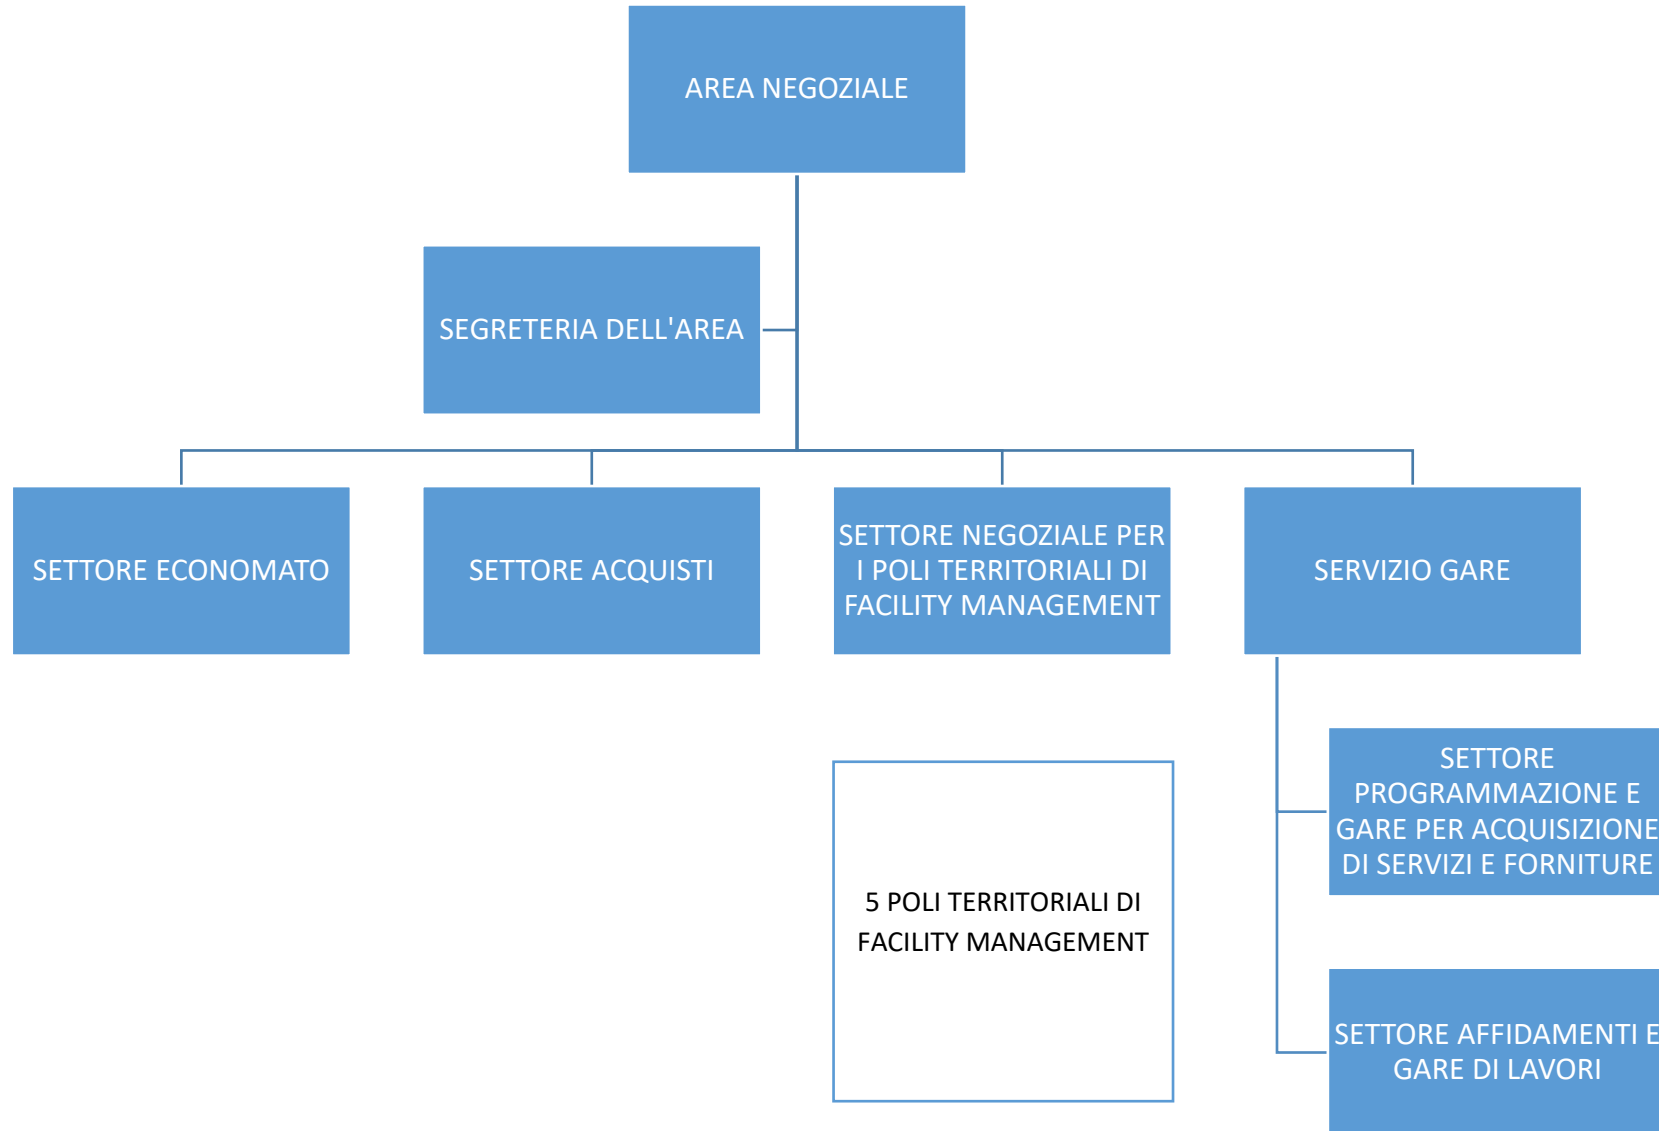 AREA NEGOZIALE
SEGRETERIA DELL'AREA
SETTORE ECONOMATO
SETTORE ACQUISTI
SETTORE NEGOZIALE PER
I POLI TERRITORIALI DI
FACILITY MANAGEMENT
SERVIZIO GARE
5 POLI TERRITORIALI DI
FACILITY MANAGEMENT
SETTORE
PROGRAMMAZIONE E
GARE PER ACQUISIZIONE
DI SERVIZI E FORNITURE
SETTORE AFFIDAMENTI E
GARE DI LAVORI